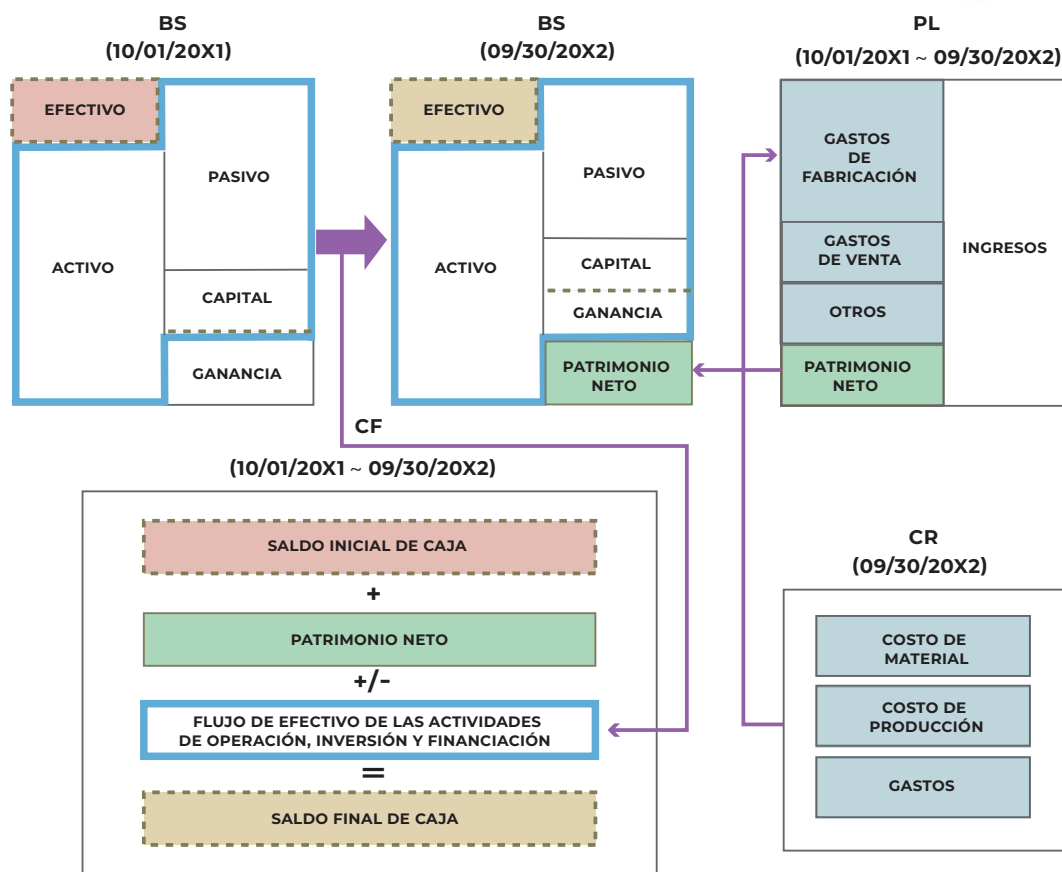 BS
(10/01/20X1)
EFECTIVO
PASIVO
ACTIVO
CAPITAL
GANANCIA
BS
(09/30/20X2)
EFECTIVO
PASIVO
ACTIVO
CAPITAL
GANANCIA
PATRIMONIO
NETO
PL
(10/01/20X1 ~ 09/30/20X2)
GASTOS
DE
FABRICACIÓN
GASTOS
DE VENTA
OTROS
PATRIMONIO
NETO
INGRESOS
CF
(10/01/20X1 ~ 09/30/20X2)
SALDO INICIAL DE CAJA
+
PATRIMONIO NETO
+/-
FLUJO DE EFECTIVO DE LAS ACTIVIDADES
DE OPERACIÓN, INVERSIÓN Y FINANCIACIÓN
=
SALDO FINAL DE CAJA
CR
(09/30/20X2)
COSTO DE
MATERIAL
COSTO DE
PRODUCCIÓN
GASTOS